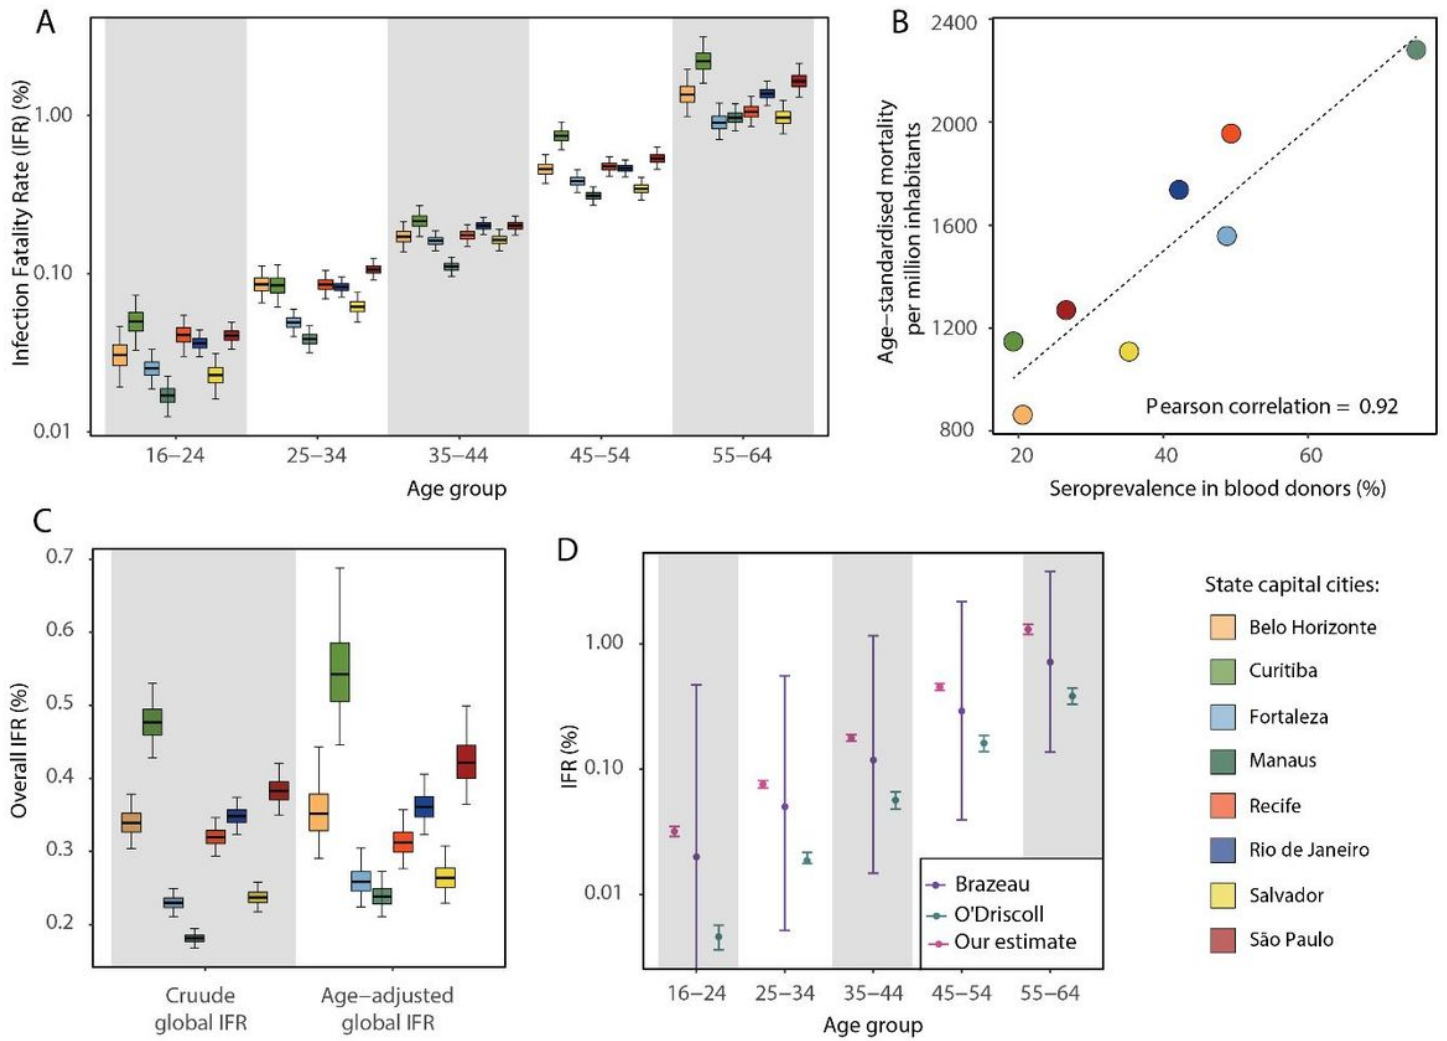 A
Infection Fatality Rate (IFR) (%)
1.00
0.10
0.01
16−24
25−34
35−44
45−54
55−64
Age group
B
Age−standardised mortality
per million inhabitants
2400
2000
1600
1200
800
Pearson correlation = 0.92
20
40
60
Seroprevalence in blood donors (%)
C
Overall IFR (%)
0.7
0.6
0.5
0.4
0.3
0.2
Cruude
global IFR
Age−adjusted
global IFR
D
IFR (%)
1.00
0.10
0.01
Brazeau
O'Driscoll
Our estimate
16−24
25−34
35−44
45−54
55−64
Age group
State capital cities:
Belo Horizonte
Curitiba
Fortaleza
Manaus
Recife
Rio de Janeiro
Salvador
São Paulo